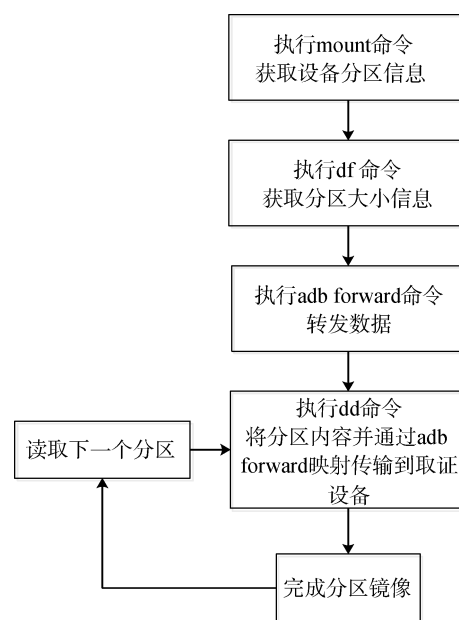 执行mount命令
获取设备分区信息
执行df 命令
获取分区大小信息
执行adb forward命令
转发数据
执行dd命令
将分区内容并通过adb
forward映射传输到取证
设备
读取下一个分区
完成分区镜像